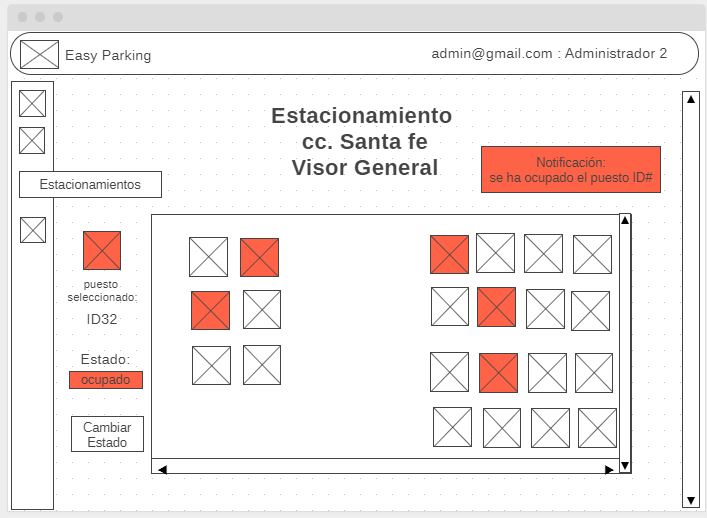 Easy Parking
admin@gmail.com : Administrador 2
Estacionamiento
cc. Santa fe
Visor General
Notificación:
se ha ocupado el puesto ID#
Estacionamientos
puesto
seleccionado:
ID32
Estado:
ocupado
Cambiar
Estado